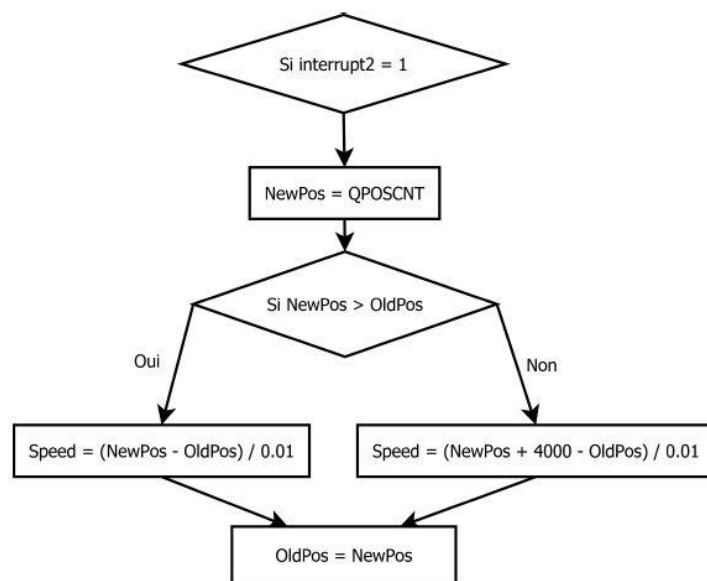 Si interrupt2 = 1
NewPos = QPOSCNT
Si NewPos > OldPos
Oui
Non
Speed = (NewPos - OldPos) / 0.01
Speed = (NewPos + 4000 - OldPos) / 0.01
OldPos = NewPos